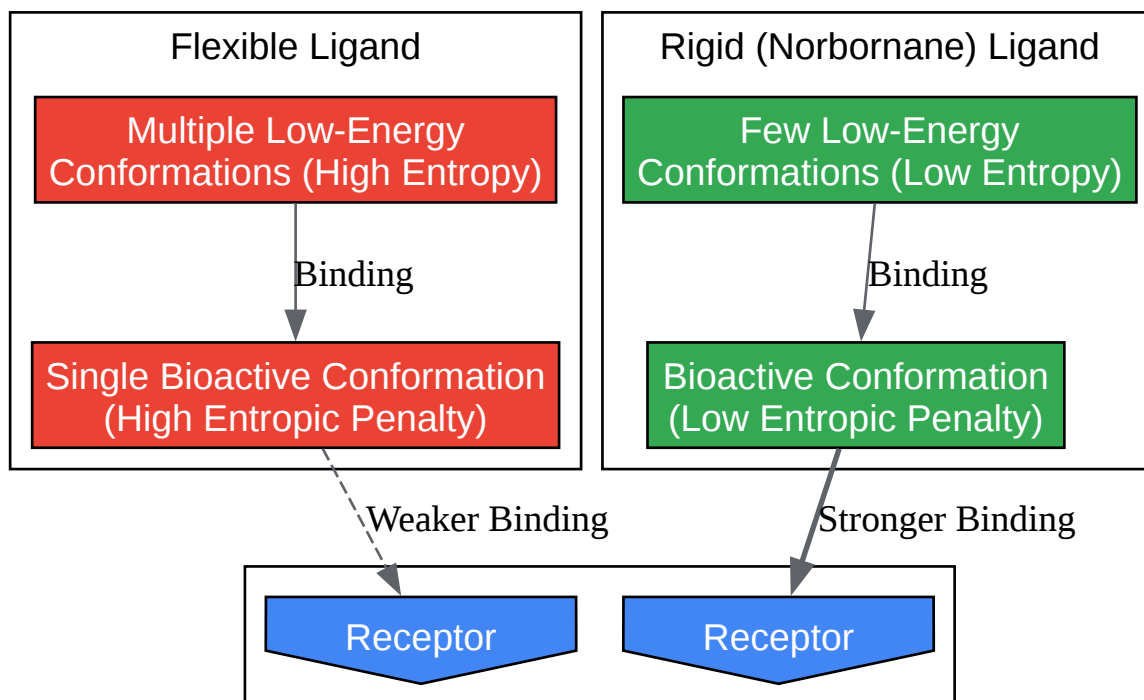 Flexible Ligand
Multiple Low-Energy
Conformations (High Entropy)
Binding
Single Bioactive Conformation
(High Entropic Penalty)
Weaker Binding
Receptor
Rigid (Norbornane) Ligand
Few Low-Energy
Conformations (Low Entropy)
Binding
Bioactive Conformation
(Low Entropic Penalty)
Stronger Binding
Receptor